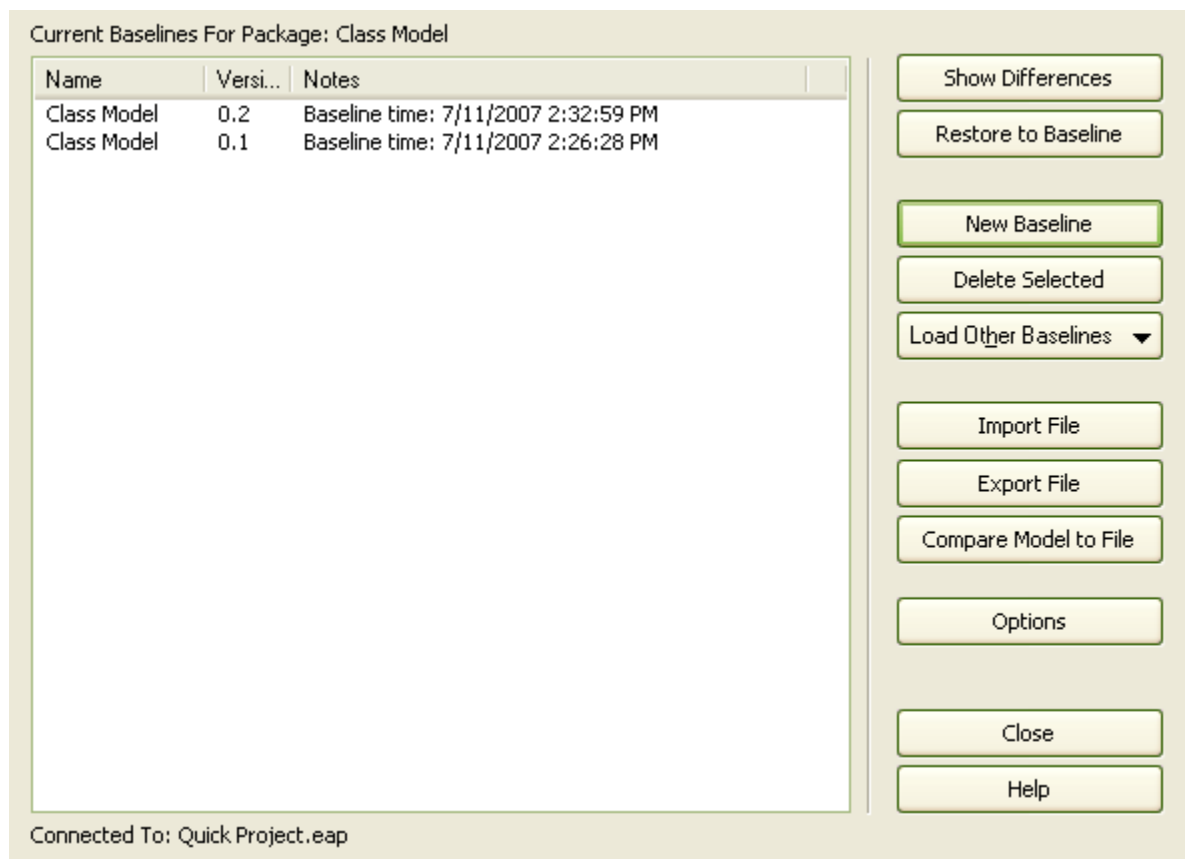 Current Baselines For Package: Class Model
Name Versi... Notes
Class Model 0.2 Baseline time: 7/11/2007 2:32:59 PM
Class Model 0.1 Baseline time: 7/11/2007 2:26:28 PM
Show Differences
Restore to Baseline
New Baseline
Delete Selected
Load Other Baselines
Import File
Export File
Compare Model to File
Options
Close
Help
Connected To: Quick Project.eap